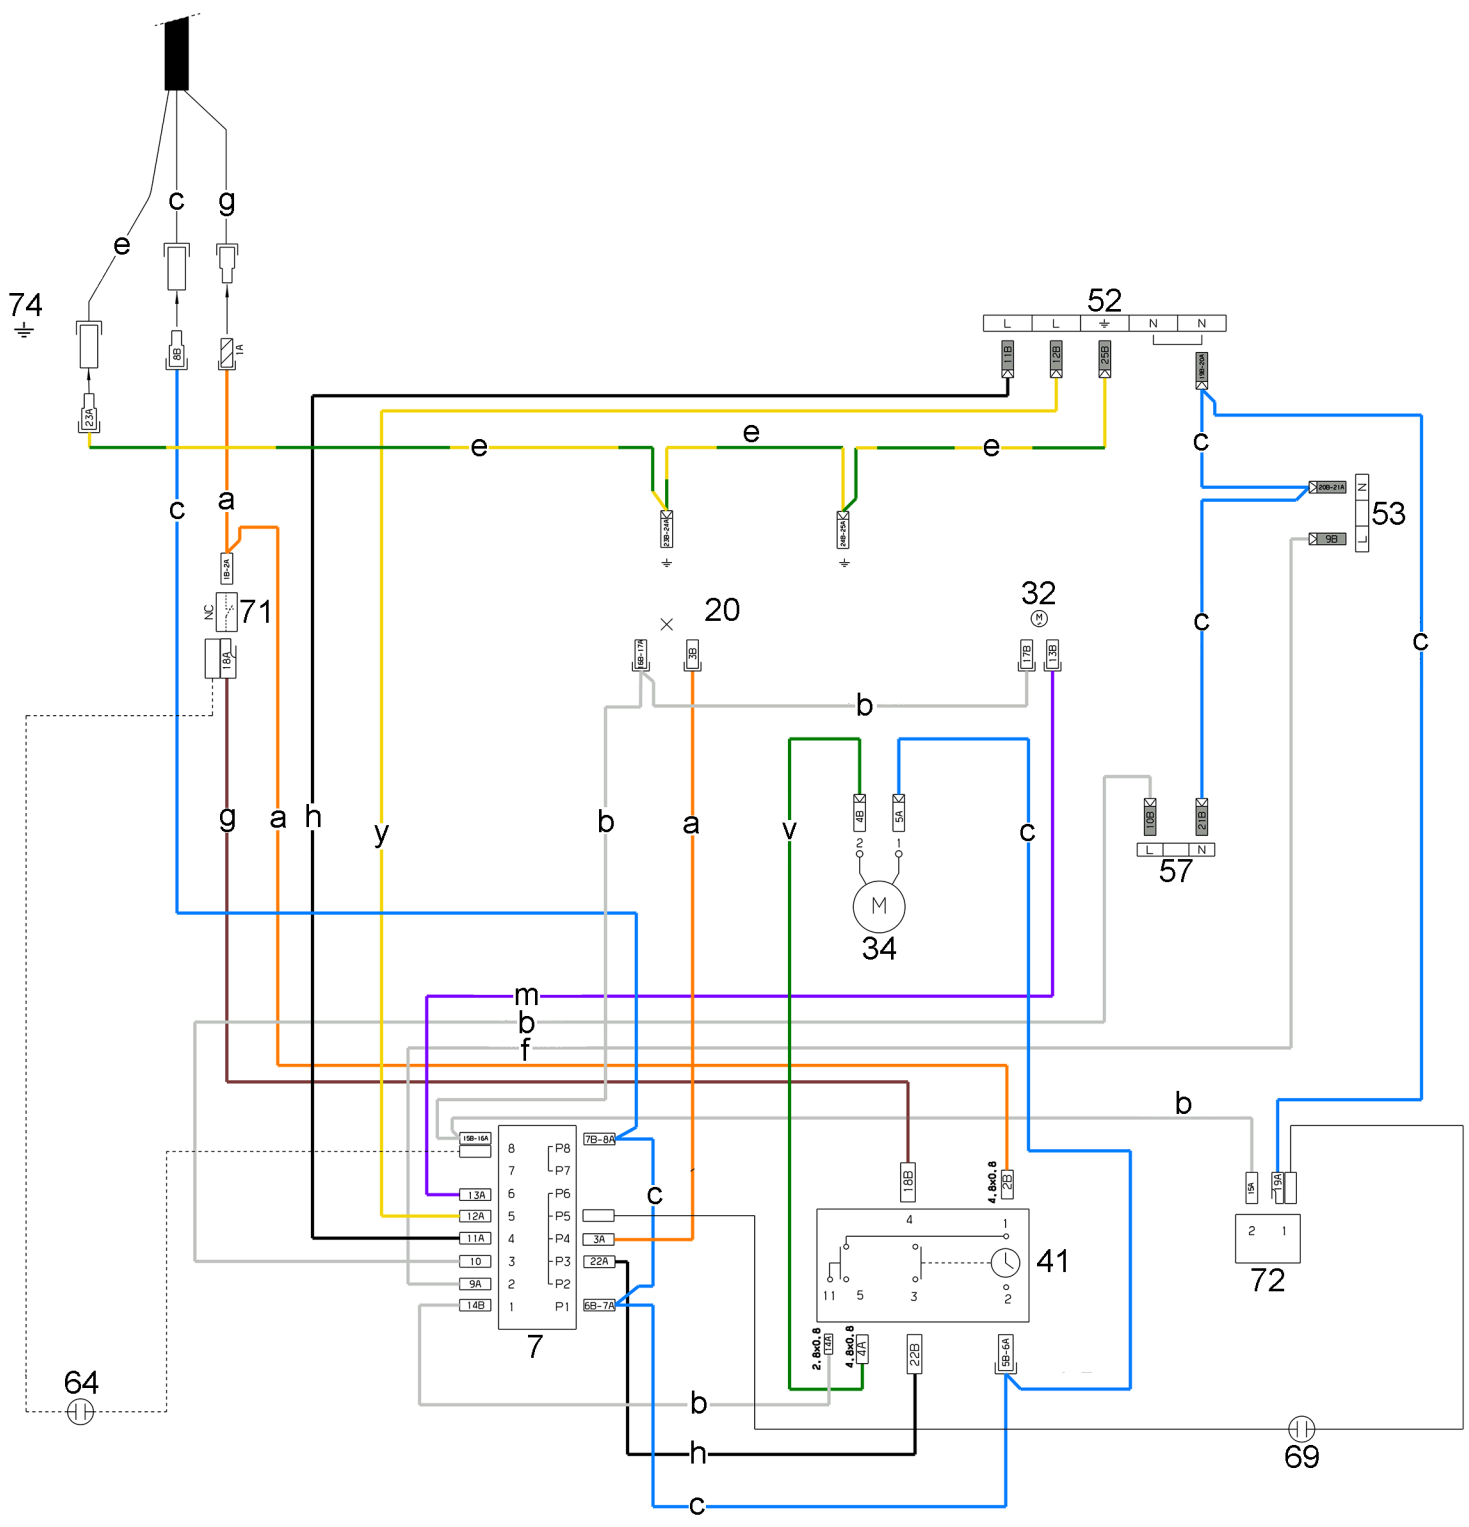 c
g
e
74
8B
1A
23A
52
L
L
N
N
11B
12B
25B
19B-20A
e
e
e
c
a
c
20B-21A
N
53
9B
L
23B-24A
24B-25A
1B-2A
NC
71
18A
20
16B-17A
3B
32
M
17B
13B
c
c
b
g
a
h
y
b
a
v
4B
5A
2
1
c
10B
21B
L
N
57
M
34
m
b
f
b
15B-16A
8
P8
7B-8A
7
P7
13A
6
P6
12A
5
P5
11A
4
P4
3A
10
3
P3
22A
9A
2
P2
14B
1
P1
6B-7A
7
c
18B
4.8x0.8
2B
4
1
11
5
3
2
41
15A
19A
2
1
72
2.8x0.8
14A
4.8x0.8
4A
22B
5B-6A
64
b
h
c
69